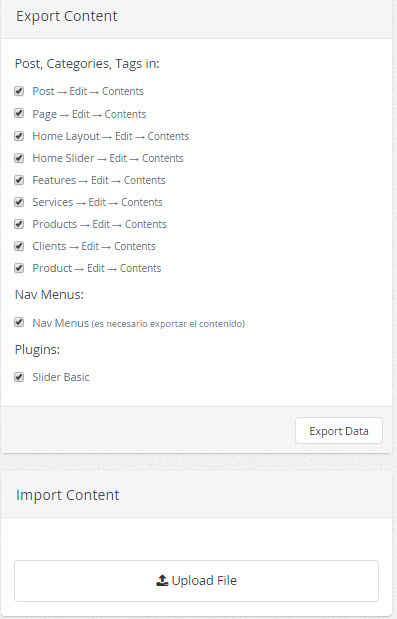 Export Content
Post, Categories, Tags in:
Post → Edit → Contents
Page → Edit → Contents
Home Layout → Edit → Contents
Home Slider → Edit → Contents
Features → Edit → Contents
Services → Edit → Contents
Products → Edit → Contents
Clients → Edit → Contents
Product → Edit → Contents
Nav Menus:
Nav Menus (es necesario exportar el contenido)
Plugins:
Slider Basic
Export Data
Import Content
Upload File